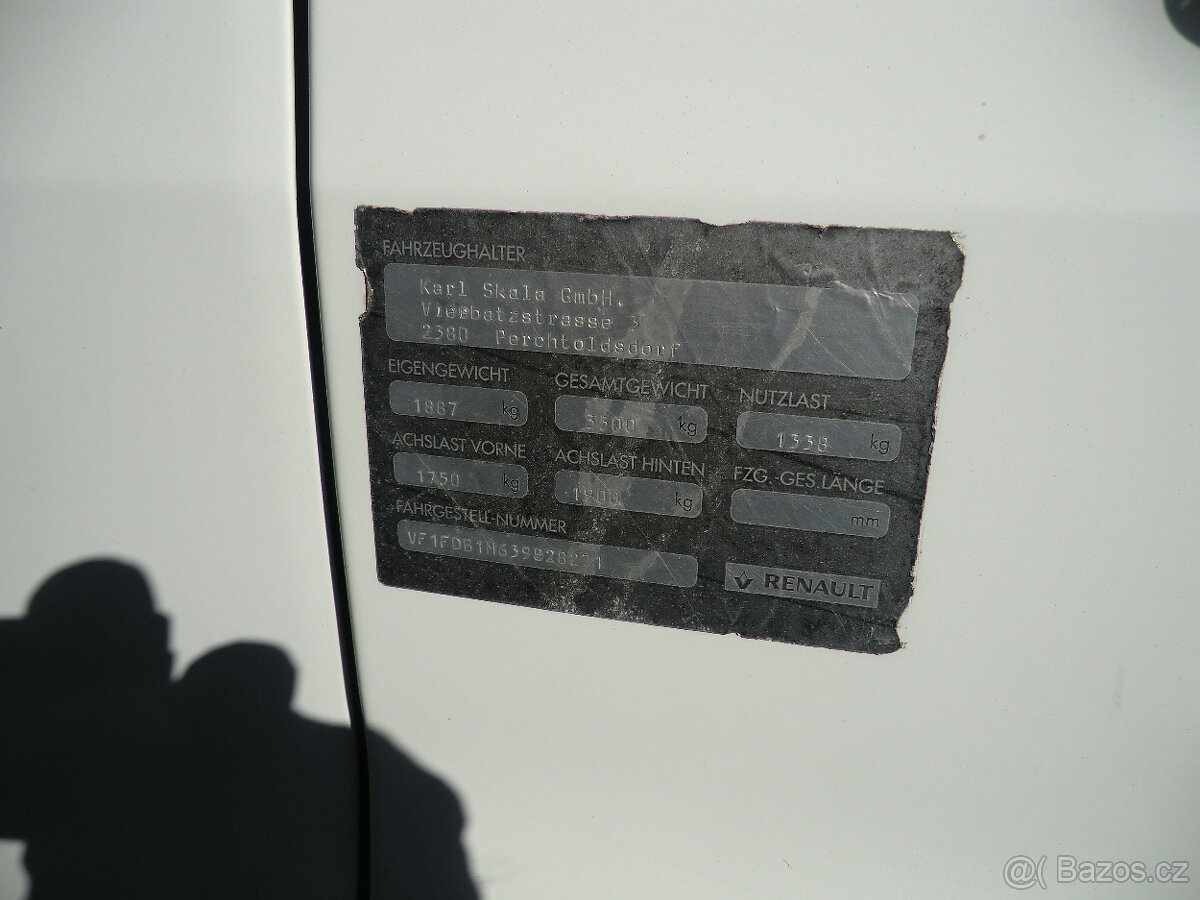 FAHRZEUGHALTER
Karl Skala GmbH.
Vierbatzstrasse 3
2380 Perchtoldsdorf
EIGENGEWICHT GESAMTGEWICHT NUTZLAST
1887 kg 3300 kg 1338 kg
ACHSLAST VORNE ACHSLAST HINTEN FZG.-GES.LÄNGE
1750 kg 1900 kg mm
FAHRGESTELL-NUMMER
RENAULT
@( Bazos.cz